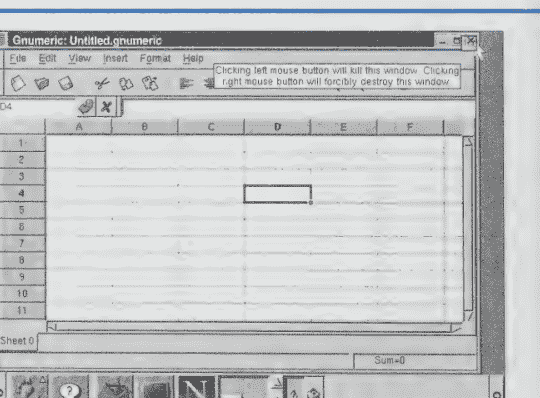 Gnumeric: Untitled.gnumeric
File Edit View Insert Format Help
Clicking left mouse button will kill this window. Clicking
right mouse button will forcibly destroy this window.
D4
A B C D E F
1
2
3
4
5
6
7
8
9
10
11
Sheet 0
Sum=0
N